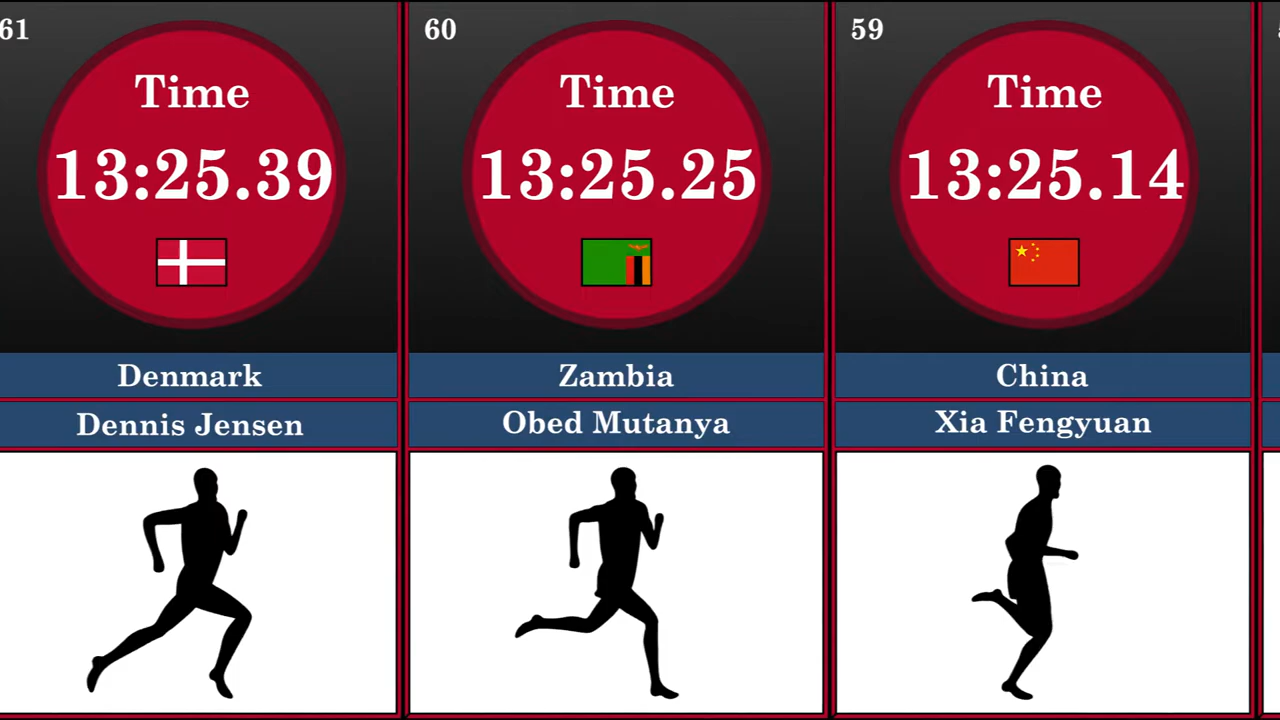 61
Time
13:25.39
Denmark
Dennis Jensen
60
Time
13:25.25
Zambia
Obed Mutanya
59
Time
13:25.14
China
Xia Fengyuan